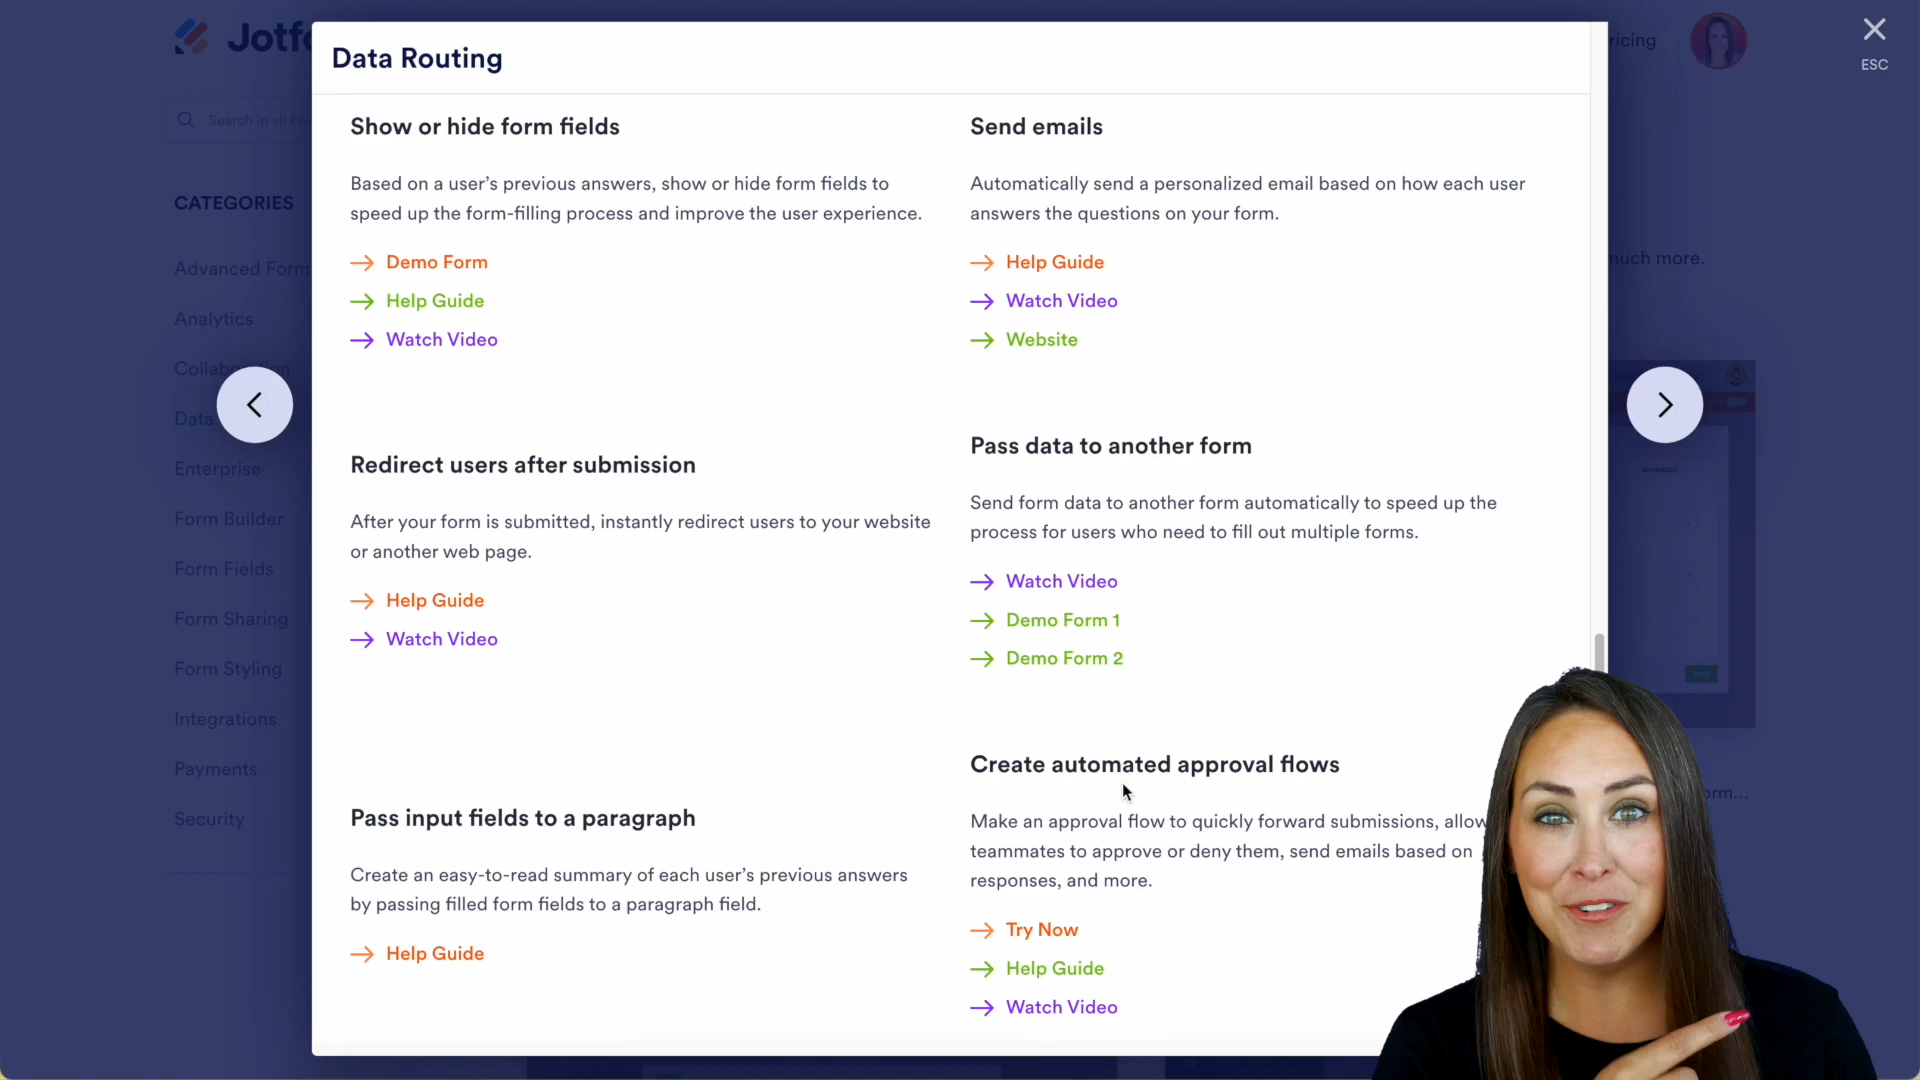 Jotfo
ricing
ESC
Search in all Fo
CATEGORIES
Advanced Form
Analytics
Collaboration
Data
Enterprise
Form Builder
Form Fields
Form Sharing
Form Styling
Integrations
Payments
Security
Data Routing
Show or hide form fields
Based on a user’s previous answers, show or hide form fields to
speed up the form-filling process and improve the user experience.
Demo Form
Help Guide
Watch Video
Redirect users after submission
After your form is submitted, instantly redirect users to your website
or another web page.
Help Guide
Watch Video
Pass input fields to a paragraph
Create an easy-to-read summary of each user’s previous answers
by passing filled form fields to a paragraph field.
Help Guide
Send emails
Automatically send a personalized email based on how each user
answers the questions on your form.
Help Guide
Watch Video
Website
Pass data to another form
Send form data to another form automatically to speed up the
process for users who need to fill out multiple forms.
Watch Video
Demo Form 1
Demo Form 2
Create automated approval flows
Make an approval flow to quickly forward submissions, allow
teammates to approve or deny them, send emails based on
responses, and more.
Try Now
Help Guide
Watch Video
much more.
orm...